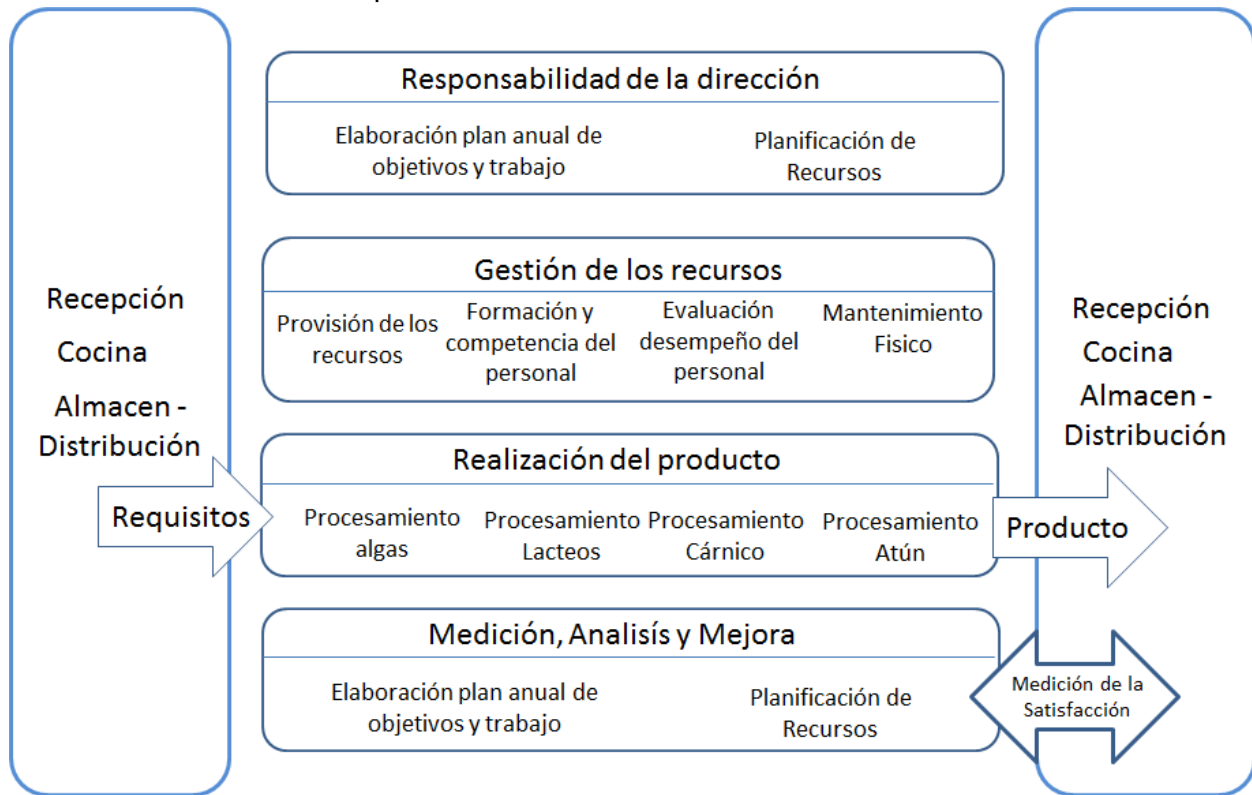 Responsabilidad de la dirección
Elaboración plan anual de
objetivos y trabajo
Planificación de
Recursos
Recepción
Cocina
Almacen -
Distribución
Requisitos
Gestión de los recursos
Provisión de los
recursos
Formación y
competencia del
personal
Evaluación
desempeño del
personal
Mantenimiento
Fisico
Realización del producto
Procesamiento
algas
Procesamiento
Lacteos
Procesamiento
Cárnico
Procesamiento
Atún
Medición, Analisís y Mejora
Elaboración plan anual de
objetivos y trabajo
Planificación de
Recursos
Recepción
Cocina
Almacen -
Distribución
Producto
Medición de la
Satisfacción